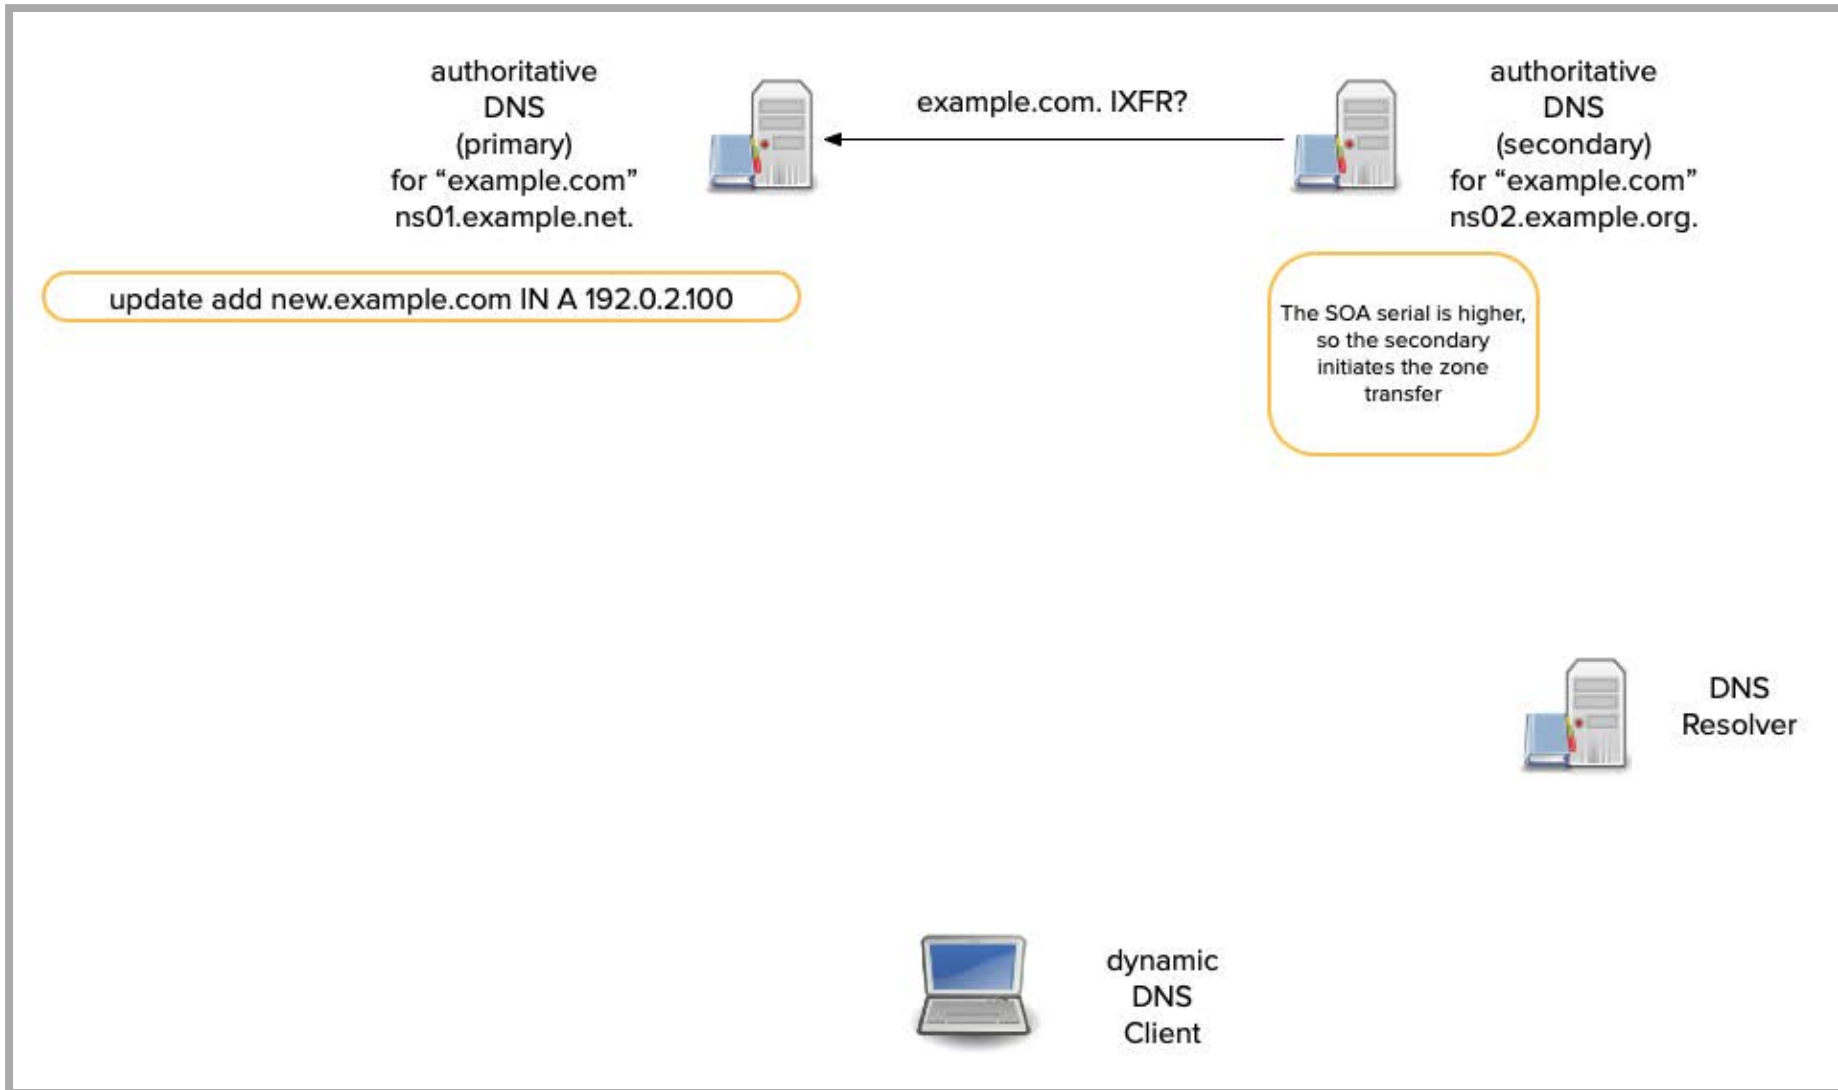 authoritative
DNS
(primary)
for “example.com”
ns01.example.net.
example.com. IXFR?
authoritative
DNS
(secondary)
for “example.com”
ns02.example.org.
update add new.example.com IN A 192.0.2.100
The SOA serial is higher,
so the secondary
initiates the zone
transfer
DNS
Resolver
dynamic
DNS
Client